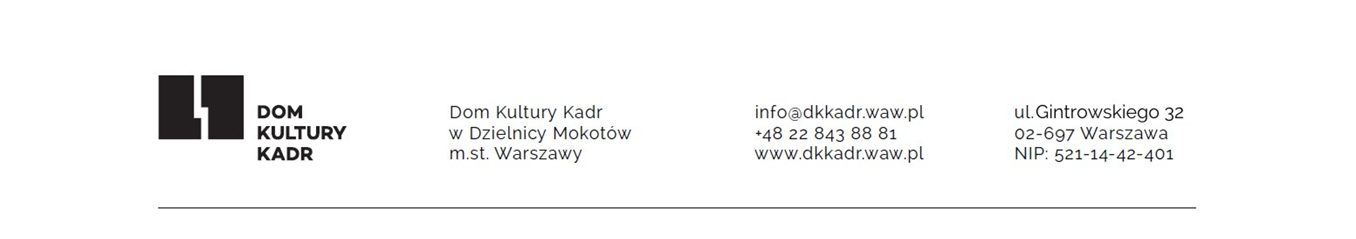 DOM
KULTURY
KADR
Dom Kultury Kadr
w Dzielnicy Mokotów
m.st. Warszawy
info@dkkadr.waw.pl
+48 22 843 88 81
www.dkkadr.waw.pl
ul.Gintrowskiego 32
02-697 Warszawa
NIP: 521-14-42-401